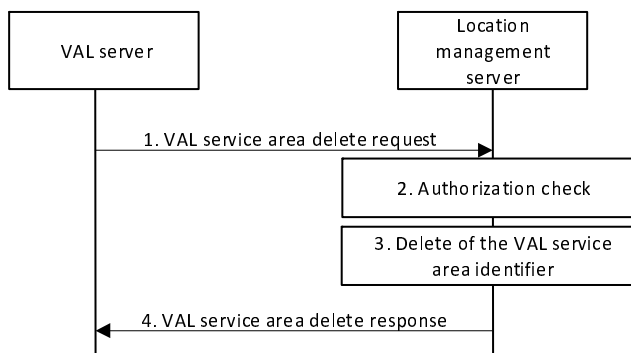 VAL server
Location
management
server
1. VAL service area delete request
2. Authorization check
3. Delete of the VAL service
area identifier
4. VAL service area delete response